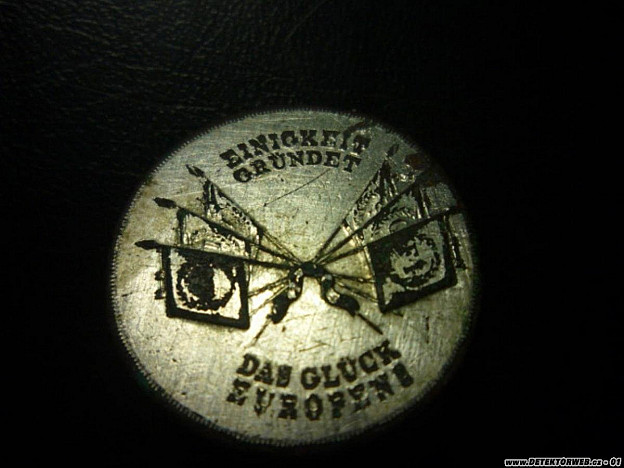 EINIGKEIT
GRÜNDET
DAS GLÜCK
EUROPENS
www.DETEKTORWEB.cz - 01